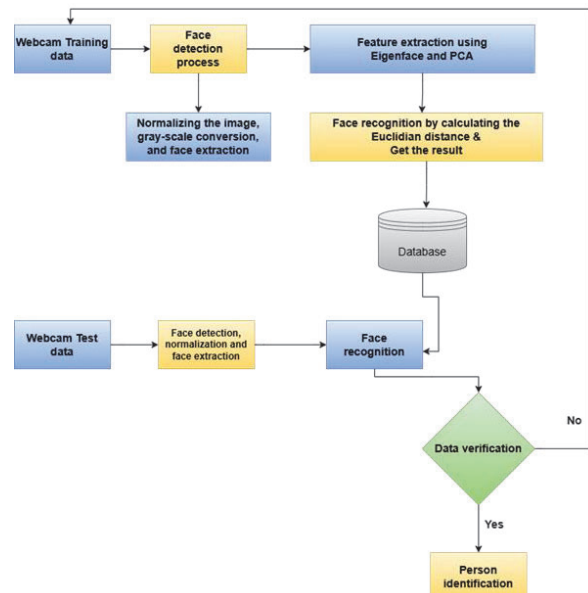 Webcam Training
data
Face
detection
process
Feature extraction using
Eigenface and PCA
Normalizing the image,
gray-scale conversion,
and face extraction
Face recognition by calculating the
Euclidian distance &
Get the result
Database
Webcam Test
data
Face detection,
normalization and
face extraction
Face
recognition
Data verification
No
Yes
Person
identification